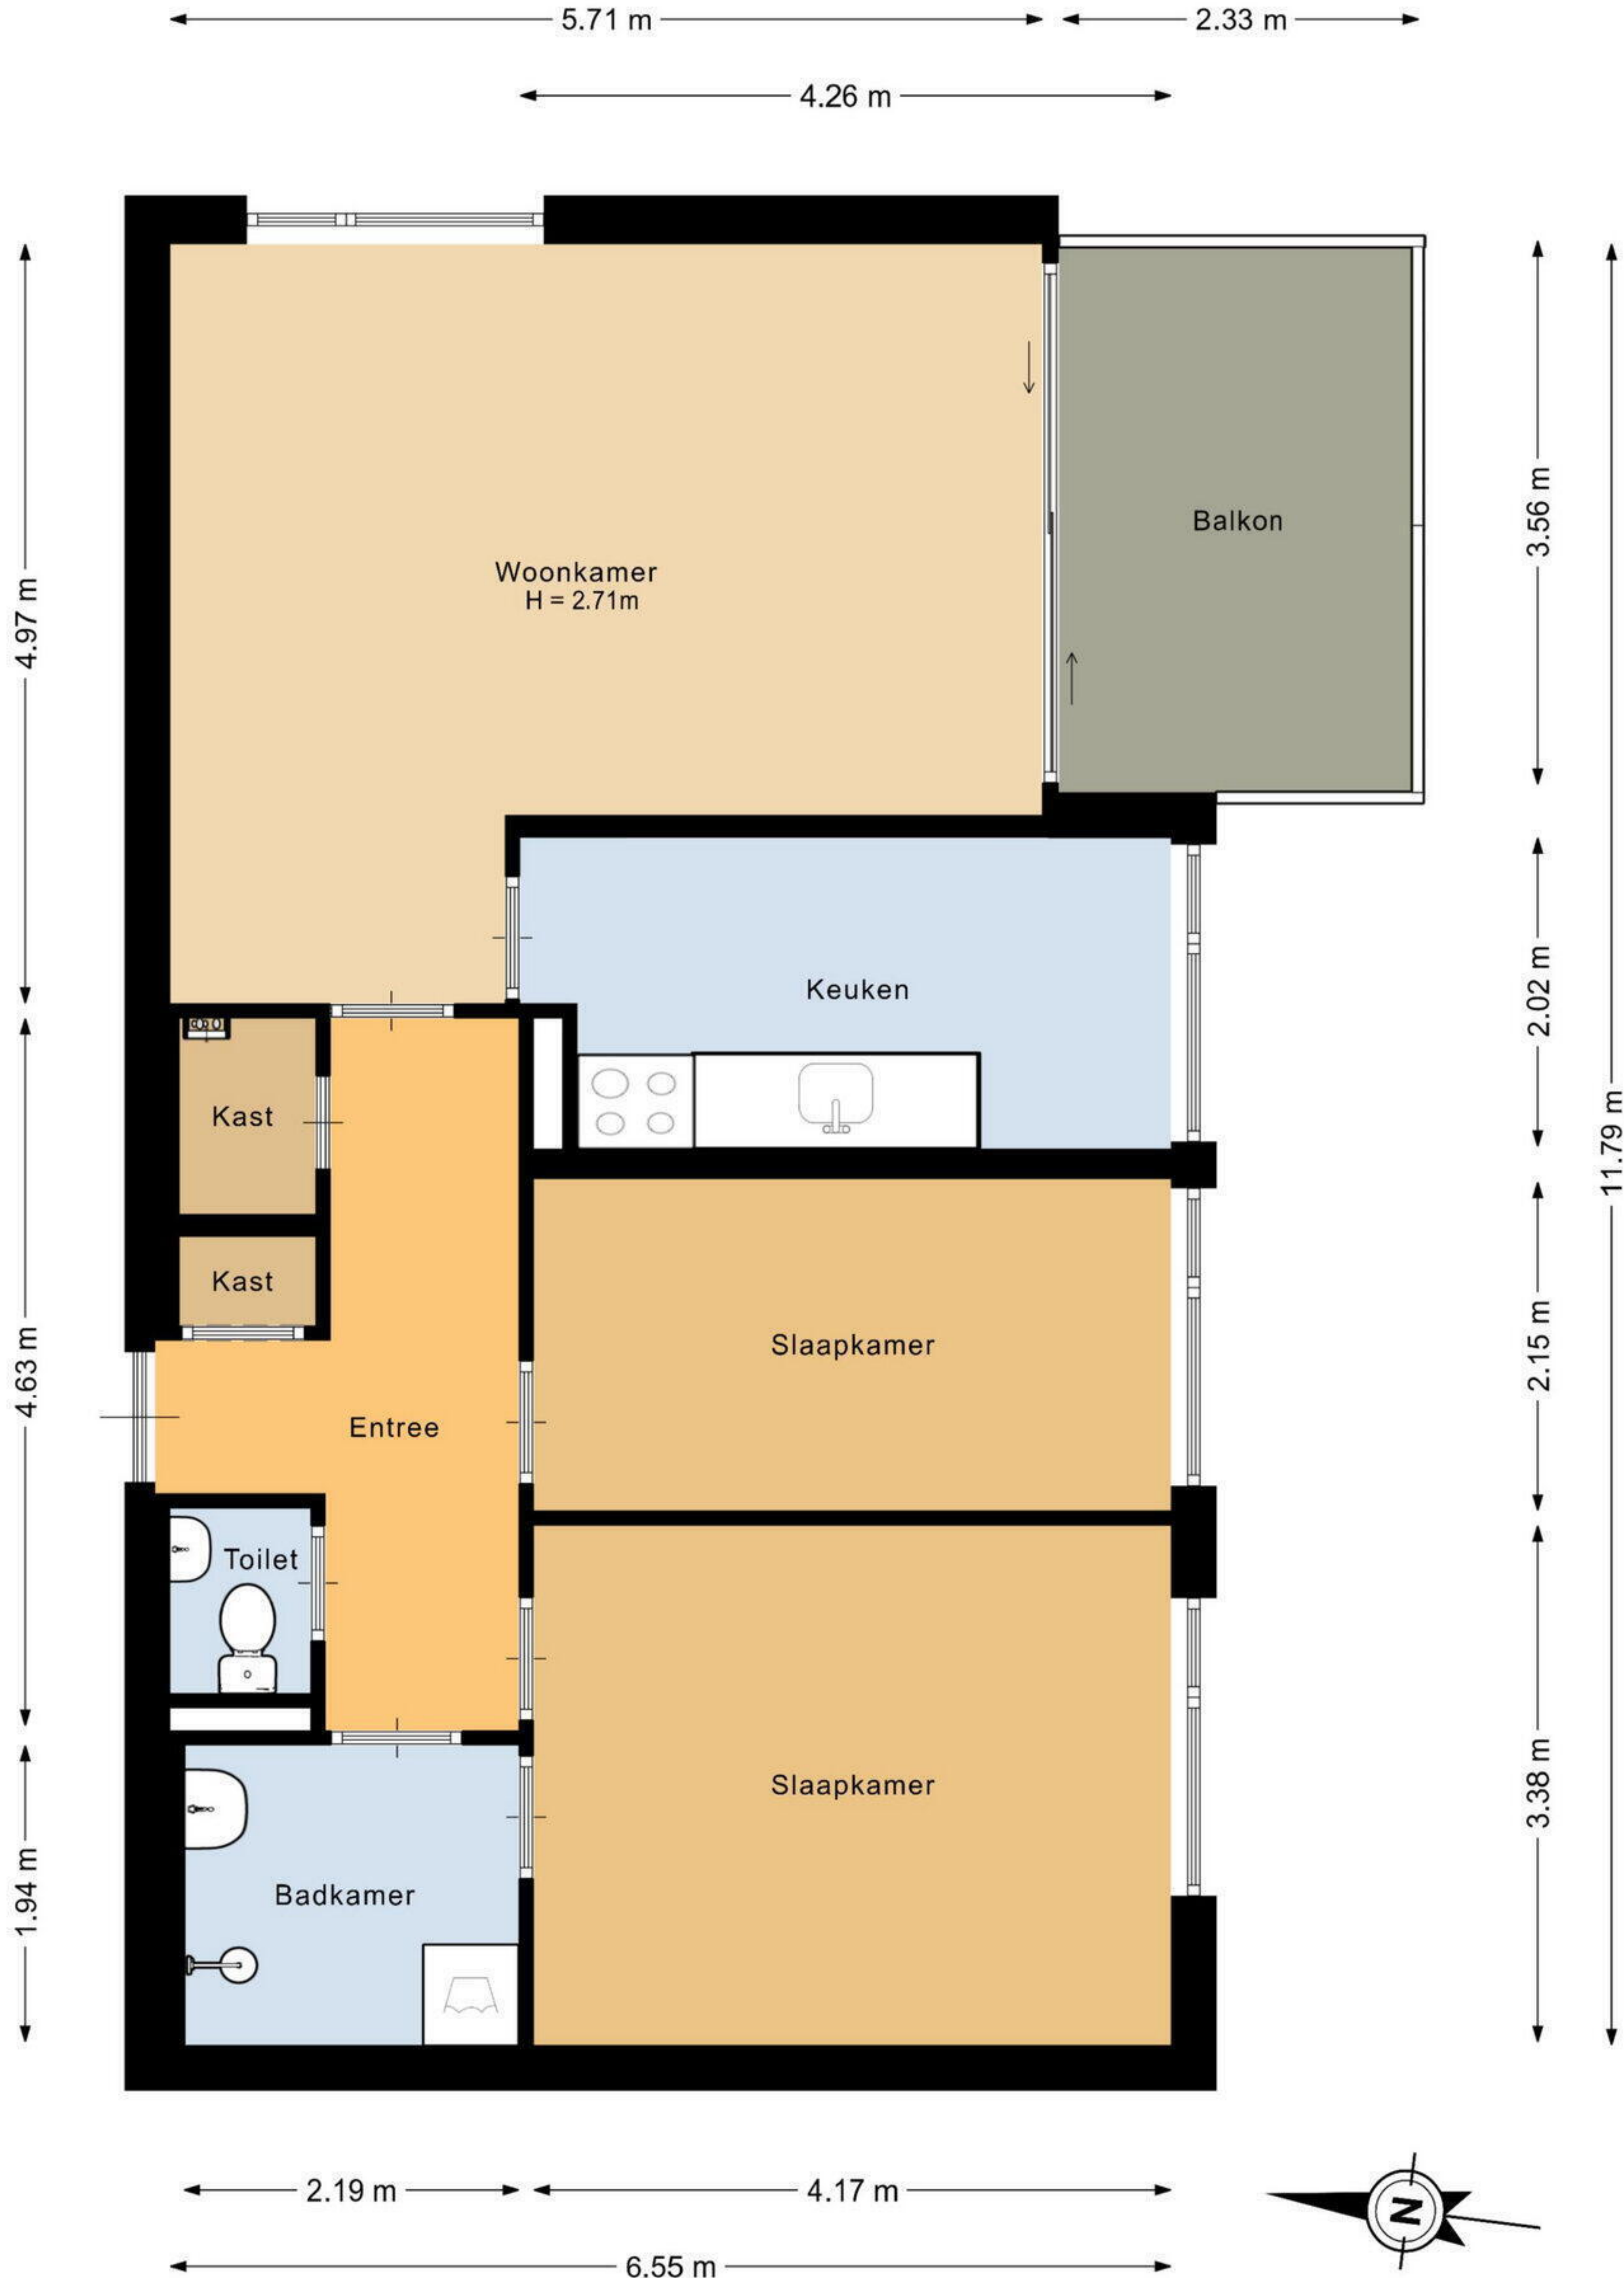 5.71 m
2.33 m
4.26 m
4.97 m
4.63 m
1.94 m
3.56 m
2.02 m
2.15 m
3.38 m
11.79 m
Woonkamer
H = 2.71m
Balkon
Keuken
Kast
Kast
Slaapkamer
Entree
Toilet
Slaapkamer
Badkamer
2.19 m
4.17 m
6.55 m
N